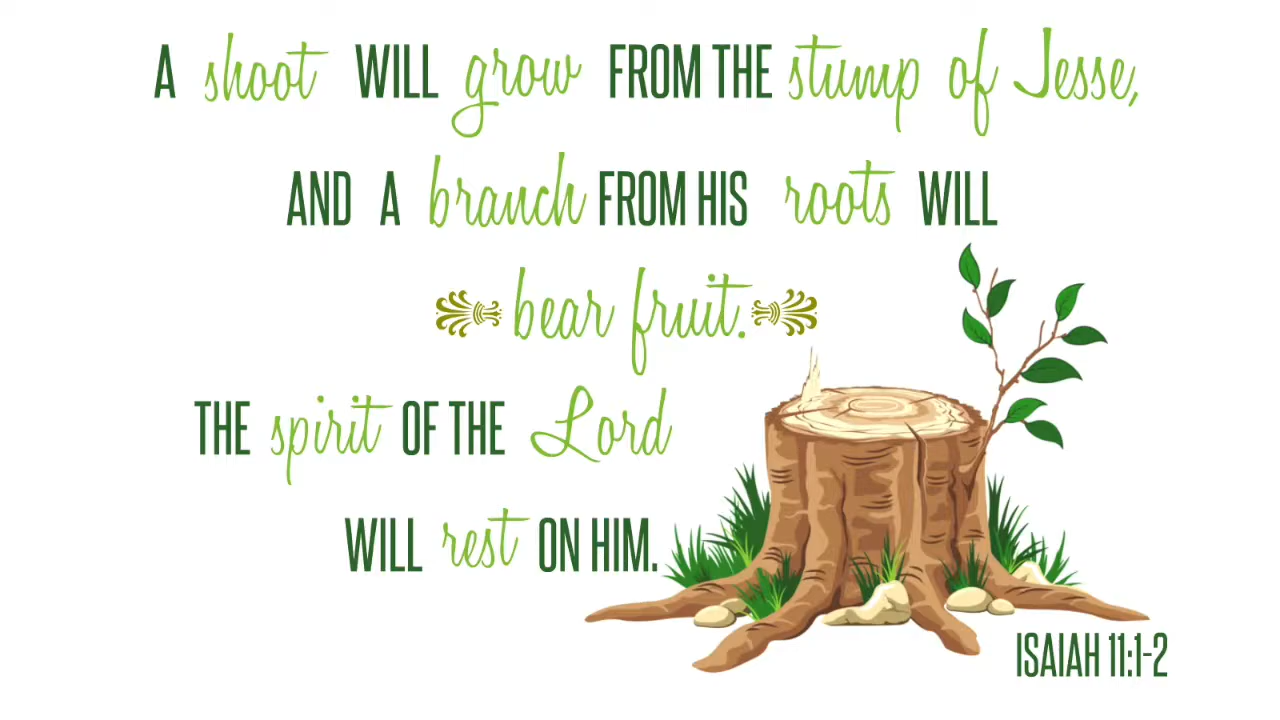 A shoot WILL grow FROM THE stump of Jesse,
AND A branch FROM HIS roots WILL
bear fruit.
THE spirit OF THE Lord
WILL rest ON HIM.
ISAIAH 11:1-2